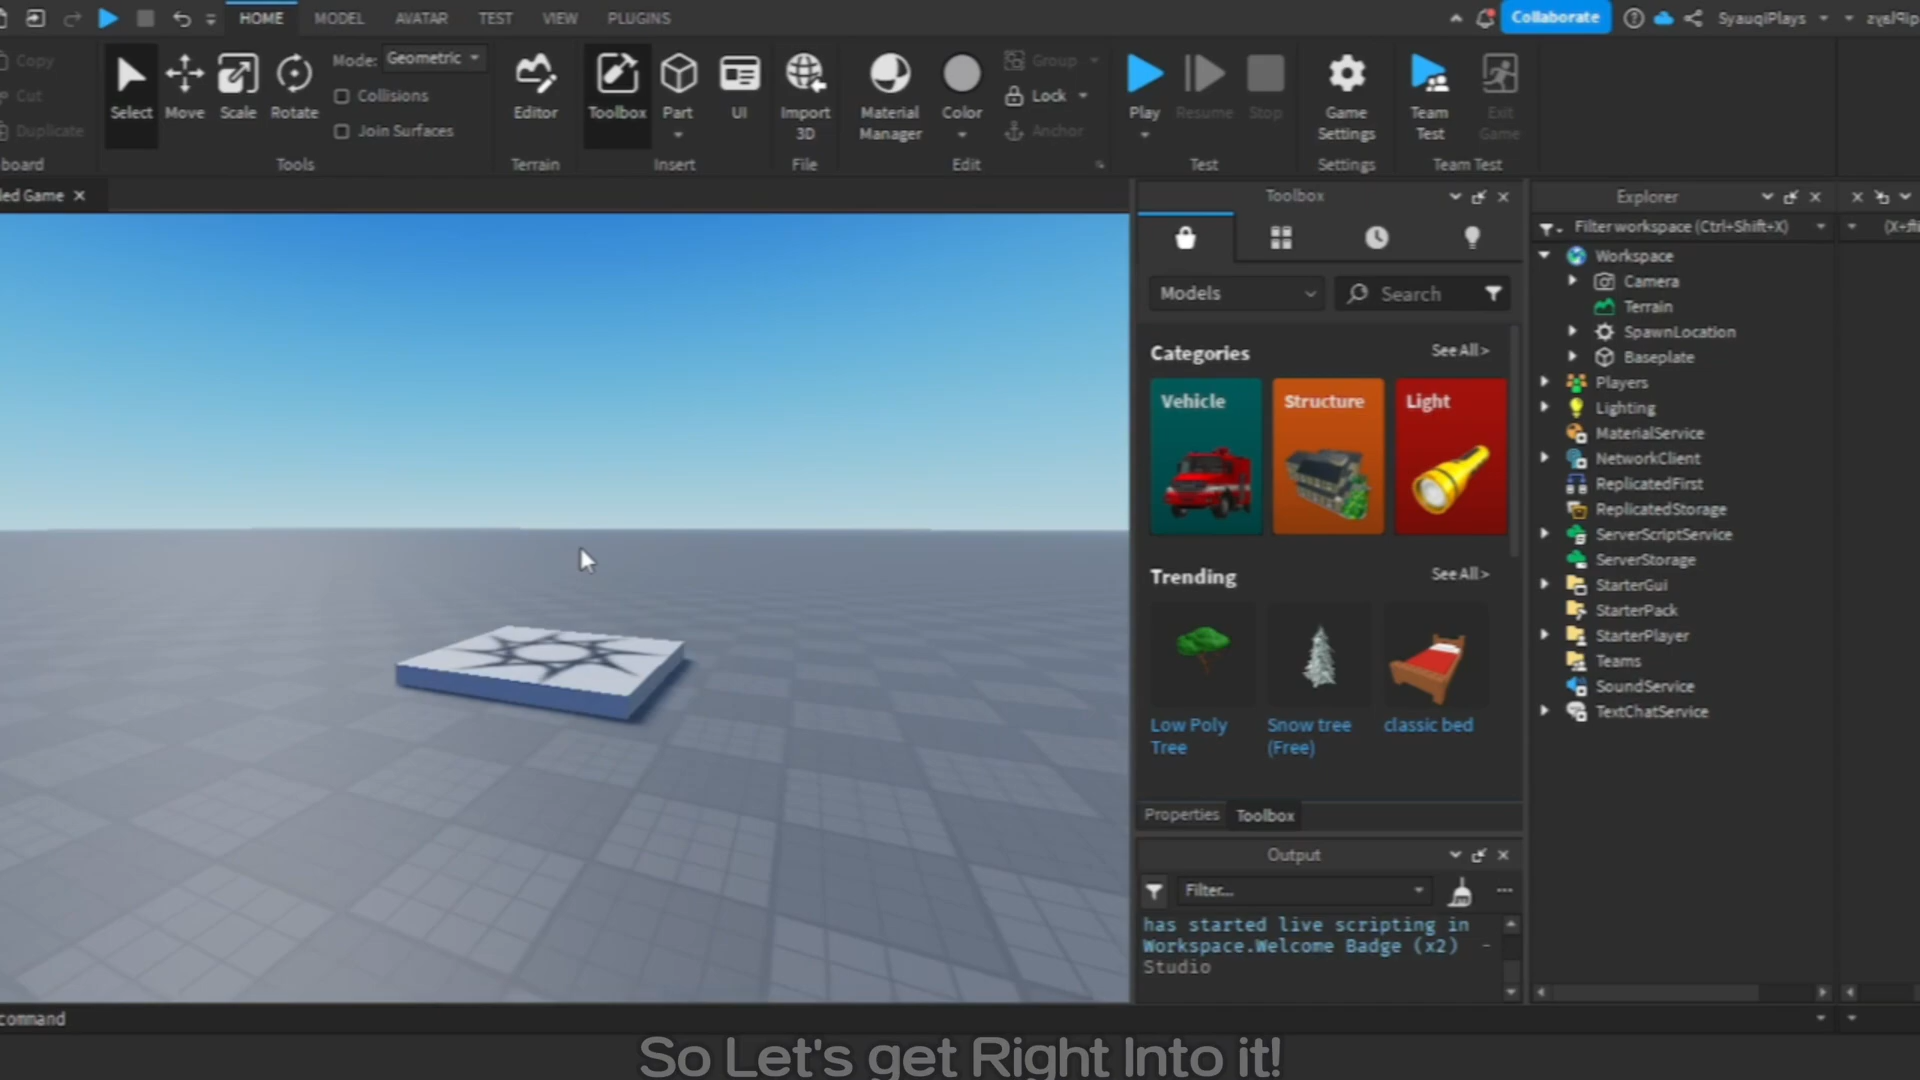 HOME MODEL AVATAR TEST VIEW PLUGINS
Collaborate
SyauqiPlays
Copy
Cut
Duplicate
board
Select
Move
Scale
Rotate
Mode: Geometric
Collisions
Join Surfaces
Tools
Editor
Terrain
Toolbox
Part
UI
Insert
Import
3D
File
Material
Manager
Color
Group
Lock
Anchor
Edit
Play
Resume
Stop
Test
Game
Settings
Settings
Team
Test
Exit
Game
Team Test
led Game
Toolbox
Models
Search
Categories
See All >
Vehicle
Structure
Light
Trending
See All >
Low Poly
Tree
Snow tree
(Free)
classic bed
Properties Toolbox
Output
Filter...
has started live scripting in
Workspace.Welcome Badge (x2) -
Studio
Explorer
Filter workspace (Ctrl+Shift+X)
Workspace
Camera
Terrain
SpawnLocation
Baseplate
Players
Lighting
MaterialService
NetworkClient
ReplicatedFirst
ReplicatedStorage
ServerScriptService
ServerStorage
StarterGui
StarterPack
StarterPlayer
Teams
SoundService
TextChatService
command
So Let's get Right Into it!